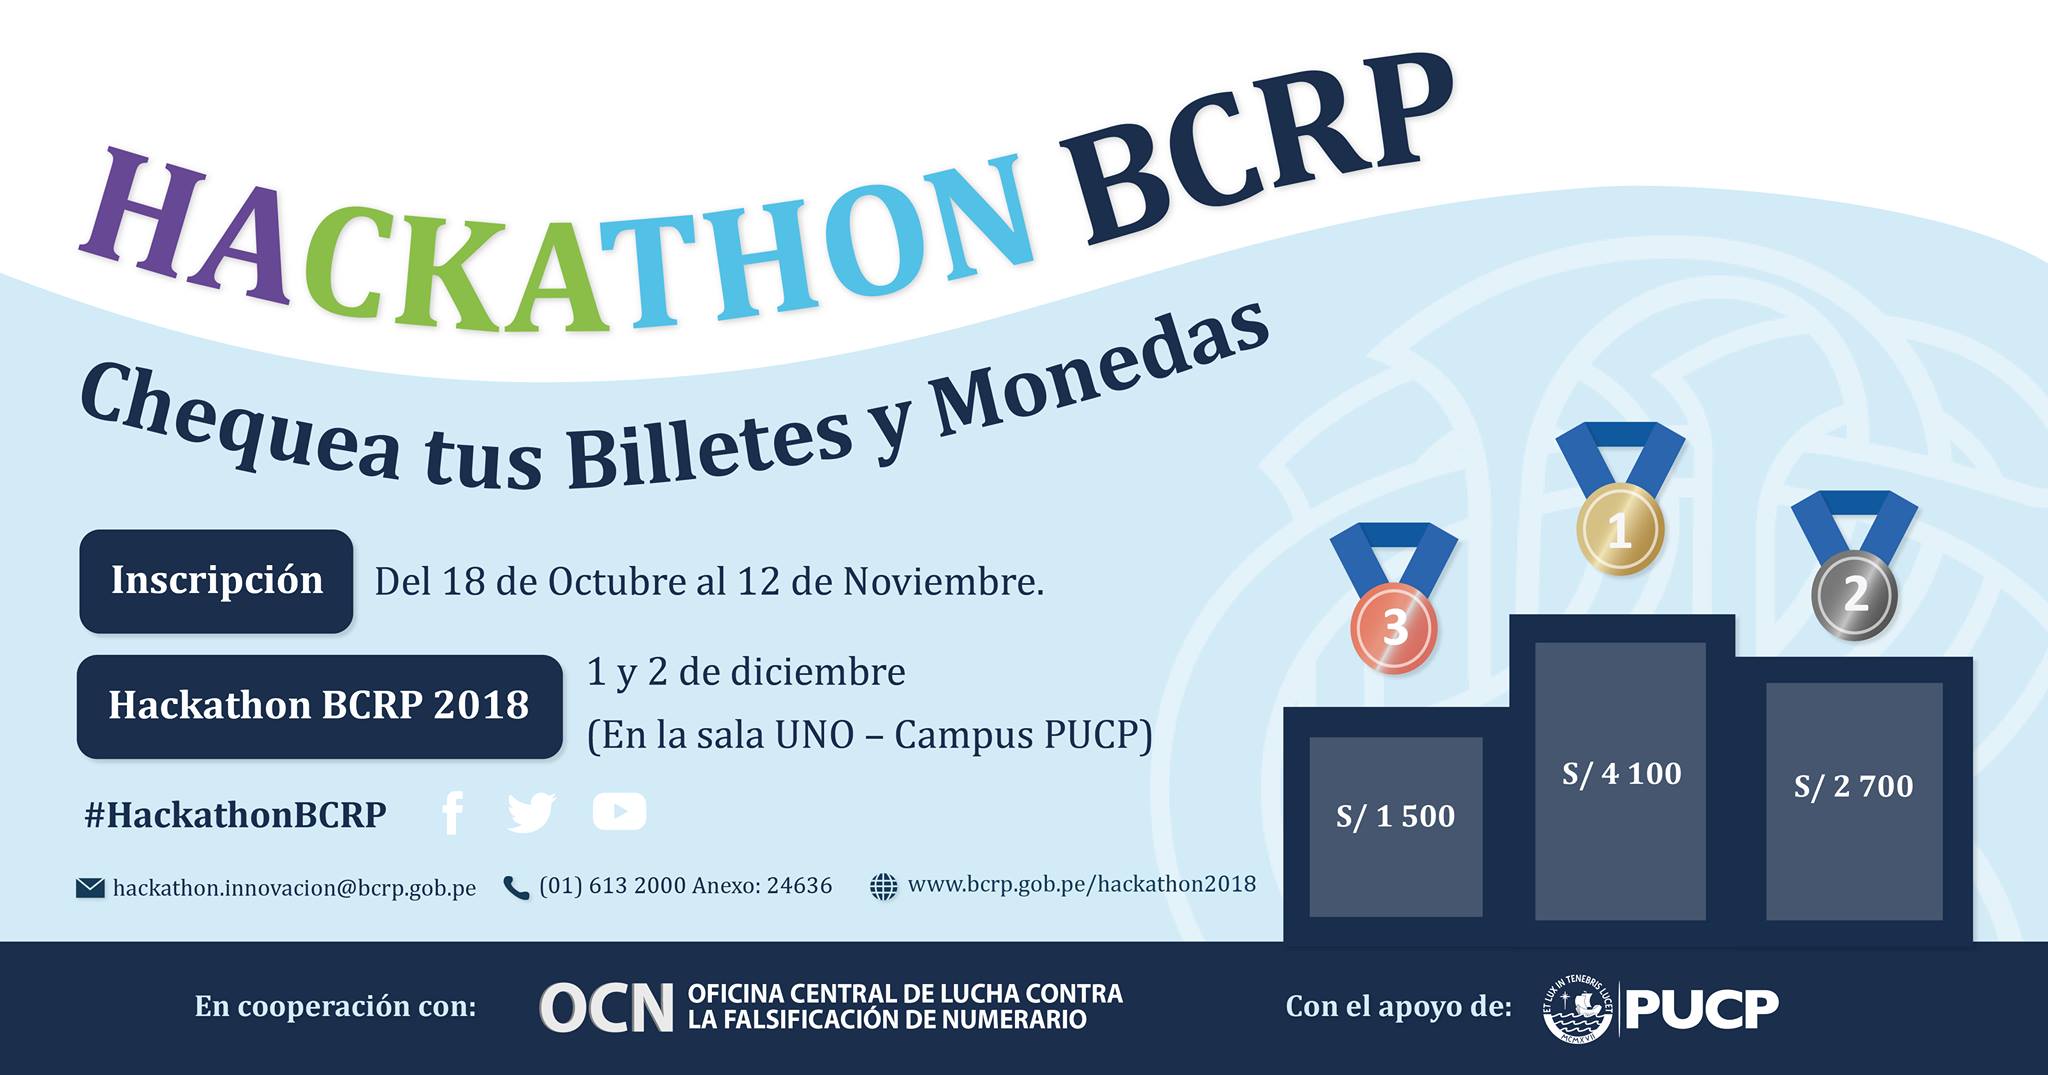 HACKATHON BCRP
Chequea tus Billetes y Monedas
Inscripción
Del 18 de Octubre al 12 de Noviembre.
Hackathon BCRP 2018
1 y 2 de diciembre
(En la sala UNO – Campus PUCP)
#HackathonBCRP
hackathon.innovacion@bcrp.gob.pe
(01) 613 2000 Anexo: 24636
www.bcrp.gob.pe/hackathon2018
3
1
2
S/ 1 500
S/ 4 100
S/ 2 700
En cooperación con:
OCN
OFICINA CENTRAL DE LUCHA CONTRA
LA FALSIFICACIÓN DE NUMERARIO
Con el apoyo de:
ET LUX IN TENEBRIS LUCET
MCMXVII
PUCP